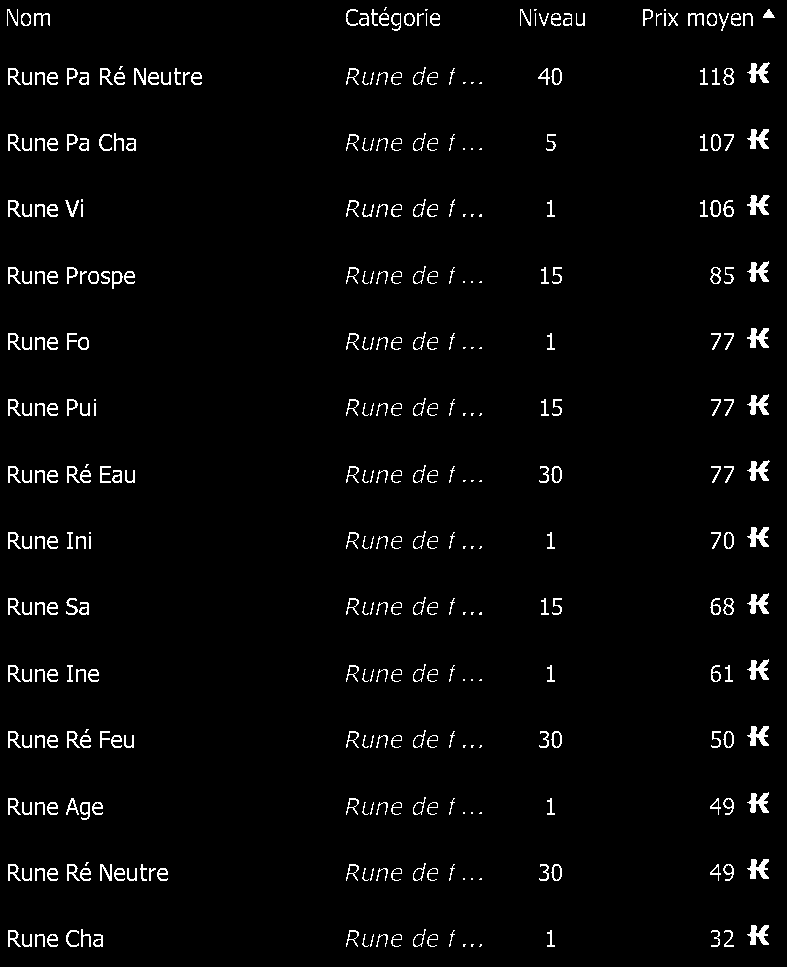 Nom Catégorie Niveau Prix moyen
Rune Pa Ré Neutre Rune de f ... 40 118
Rune Pa Cha Rune de f ... 5 107
Rune Vi Rune de f ... 1 106
Rune Prospe Rune de f ... 15 85
Rune Fo Rune de f ... 1 77
Rune Pui Rune de f ... 15 77
Rune Ré Eau Rune de f ... 30 77
Rune Ini Rune de f ... 1 70
Rune Sa Rune de f ... 15 68
Rune Ine Rune de f ... 1 61
Rune Ré Feu Rune de f ... 30 50
Rune Age Rune de f ... 1 49
Rune Ré Neutre Rune de f ... 30 49
Rune Cha Rune de f ... 1 32